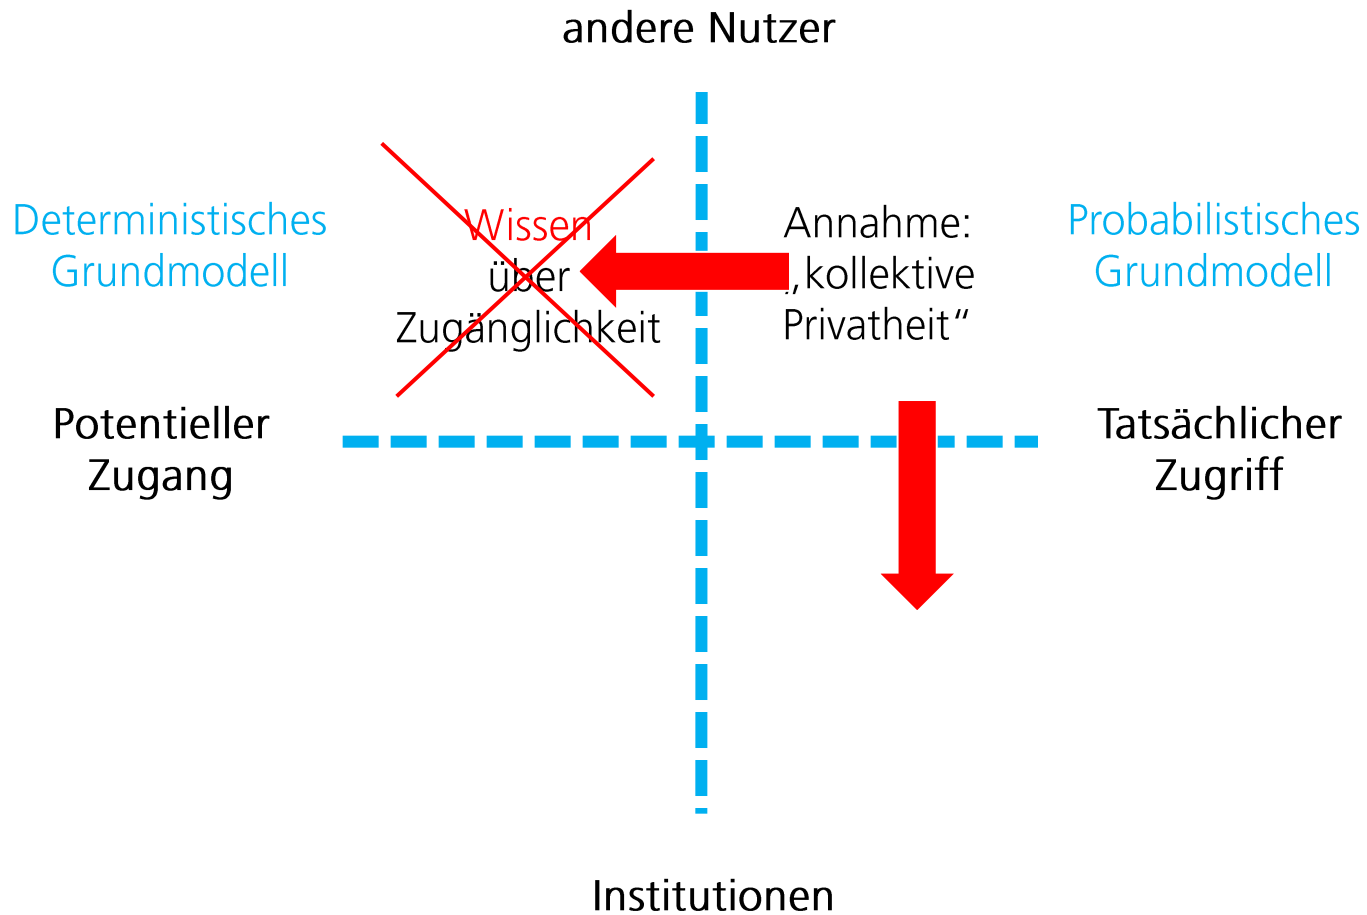 andere Nutzer
Deterministisches
Grundmodell
Wissen
über
Zugänglichkeit
Annahme:
„kollektive
Privatheit“
Probabilistisches
Grundmodell
Potentieller
Zugang
Tatsächlicher
Zugriff
Institutionen